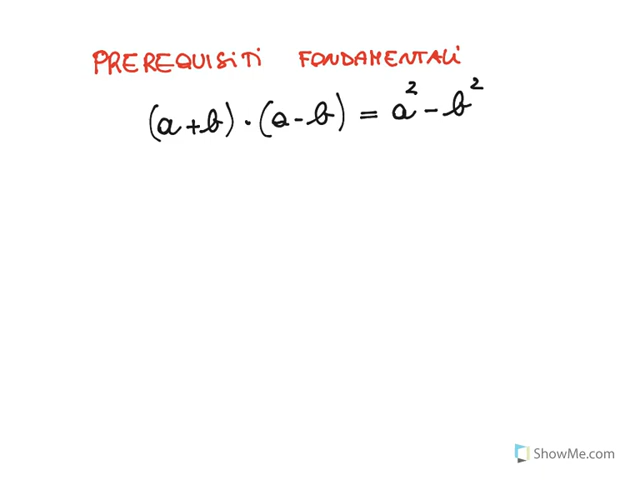 PREREQUISITI FONDAMENTALI
(a+b)·(a-b) = a² - b²
ShowMe.com